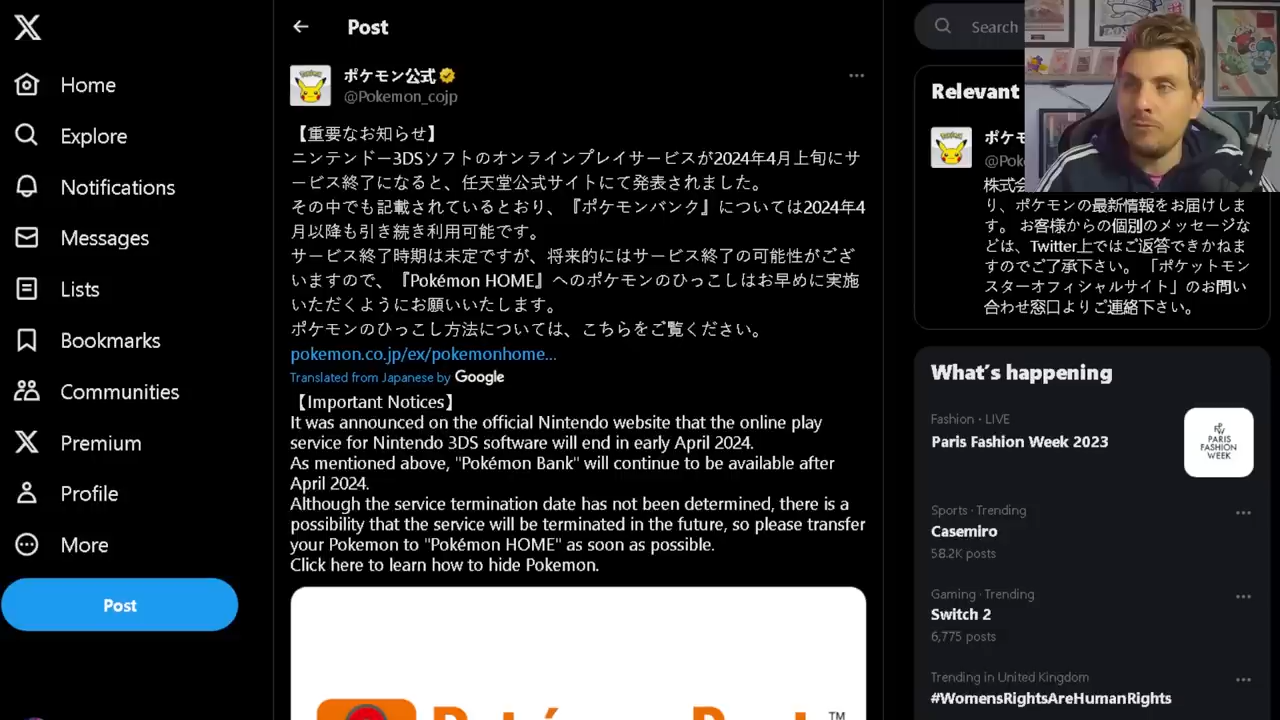 Home
Explore
Notifications
Messages
Lists
Bookmarks
Communities
Premium
Profile
More
Post
Post
ポケモン公式
@Pokemon_cojp
【重要なお知らせ】
ニンテンドー3DSソフトのオンラインプレイサービスが2024年4月上旬にサ
ービス終了になると、任天堂公式サイトにて発表されました。
その中でも記載されているとおり、『ポケモンバンク』については2024年4
月以降も引き続き利用可能です。
サービス終了時期は未定ですが、将来的にはサービス終了の可能性がござ
いますので、『Pokémon HOME』へのポケモンのひっこしはお早めに実施
いただくようにお願いいたします。
ポケモンのひっこし方法については、こちらをご覧ください。
pokemon.co.jp/ex/pokemonhome...
Translated from Japanese by Google
【Important Notices】
It was announced on the official Nintendo website that the online play
service for Nintendo 3DS software will end in early April 2024.
As mentioned above, "Pokémon Bank" will continue to be available after
April 2024.
Although the service termination date has not been determined, there is a
possibility that the service will be terminated in the future, so please transfer
your Pokemon to "Pokémon HOME" as soon as possible.
Click here to learn how to hide Pokemon.
Search
Relevant
ポケモ
@Pok
株式会
り、ポケモンの最新情報をお届けしま
す。 お客様からの個別のメッセージな
どは、Twitter上ではご返答できかねま
すのでご了承下さい。 「ポケットモン
スターオフィシャルサイト」のお問い
合わせ窓口よりご連絡下さい。
What's happening
Fashion · LIVE
Paris Fashion Week 2023
PARIS
FASHION
WEEK
Sports · Trending
Casemiro
58.2K posts
Gaming · Trending
Switch 2
6,775 posts
Trending in United Kingdom
#WomensRightsAreHumanRights